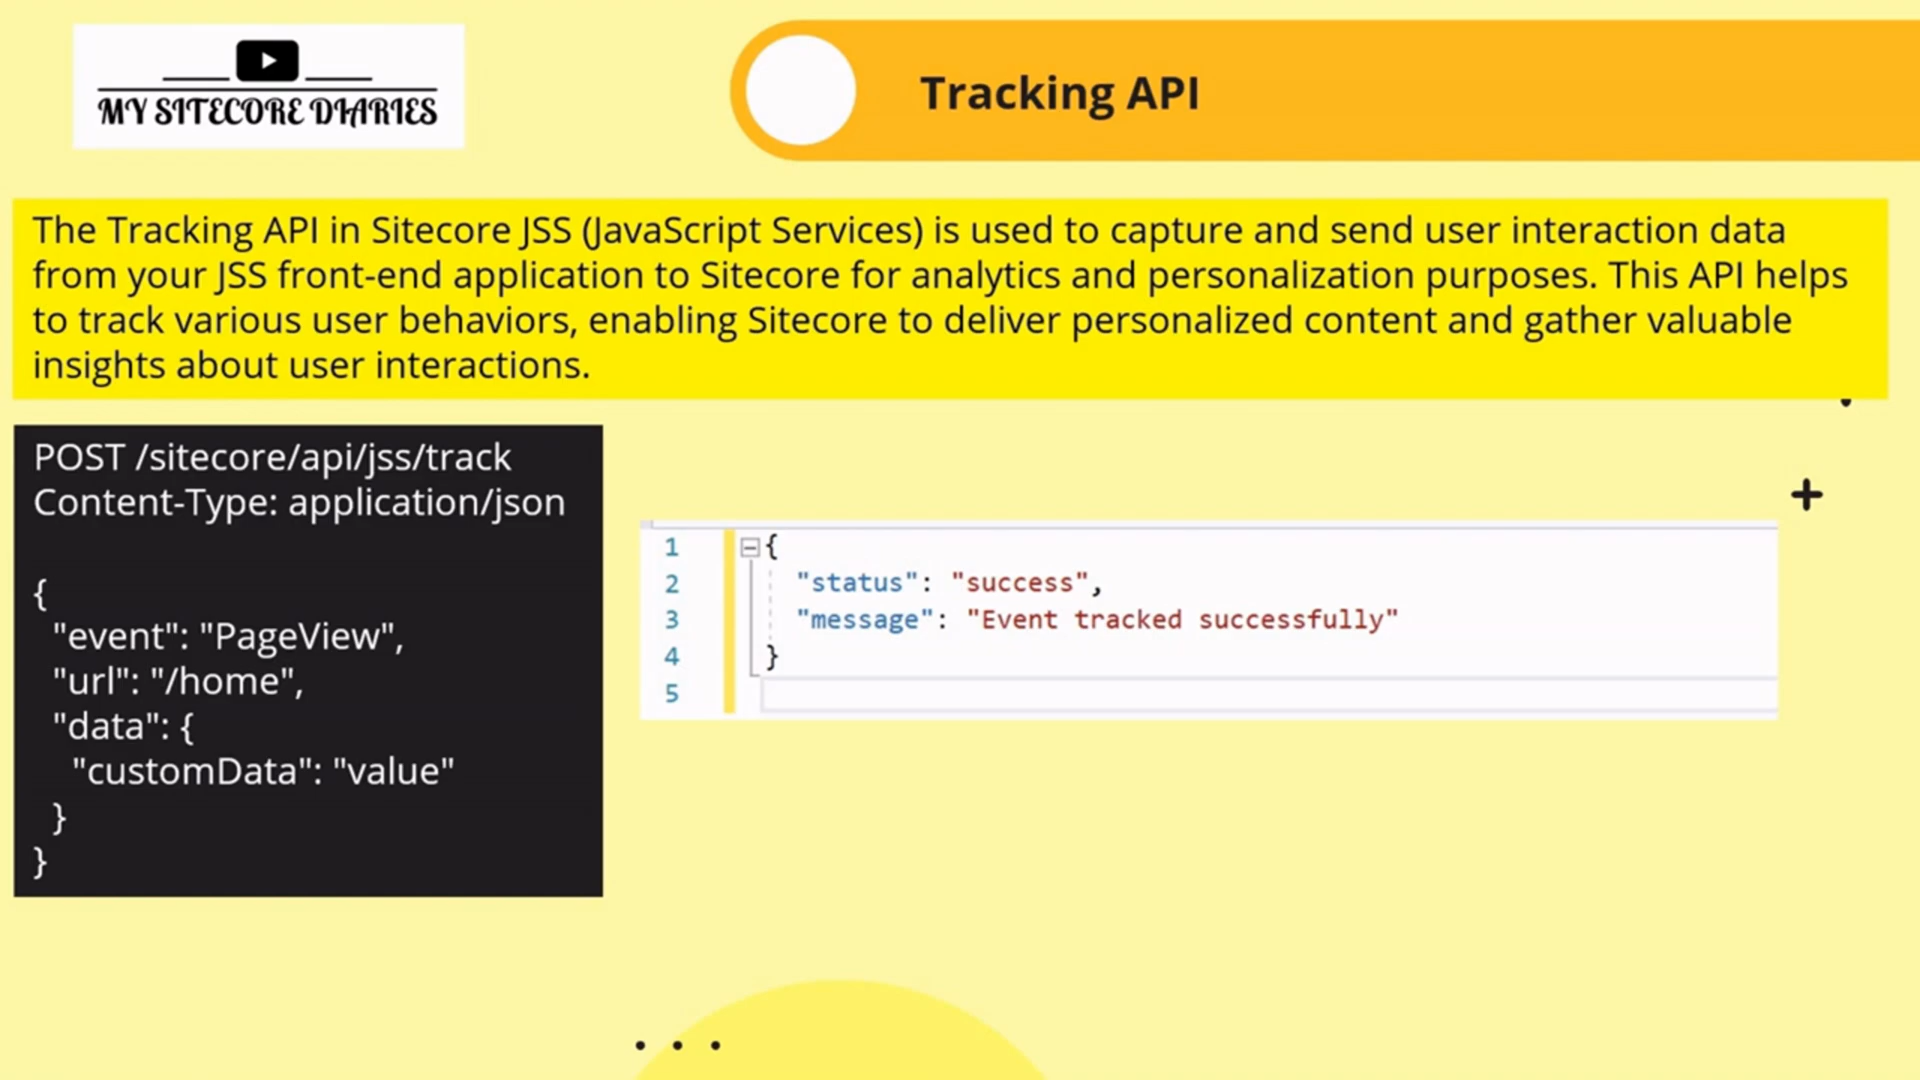 MY SITECORE DIARIES
Tracking API
The Tracking API in Sitecore JSS (JavaScript Services) is used to capture and send user interaction data
from your JSS front-end application to Sitecore for analytics and personalization purposes. This API helps
to track various user behaviors, enabling Sitecore to deliver personalized content and gather valuable
insights about user interactions.
POST /sitecore/api/jss/track
Content-Type: application/json
{
"event": "PageView",
"url": "/home",
"data": {
"customData": "value"
}
}
1 {
2 "status": "success",
3 "message": "Event tracked successfully"
4 }
5